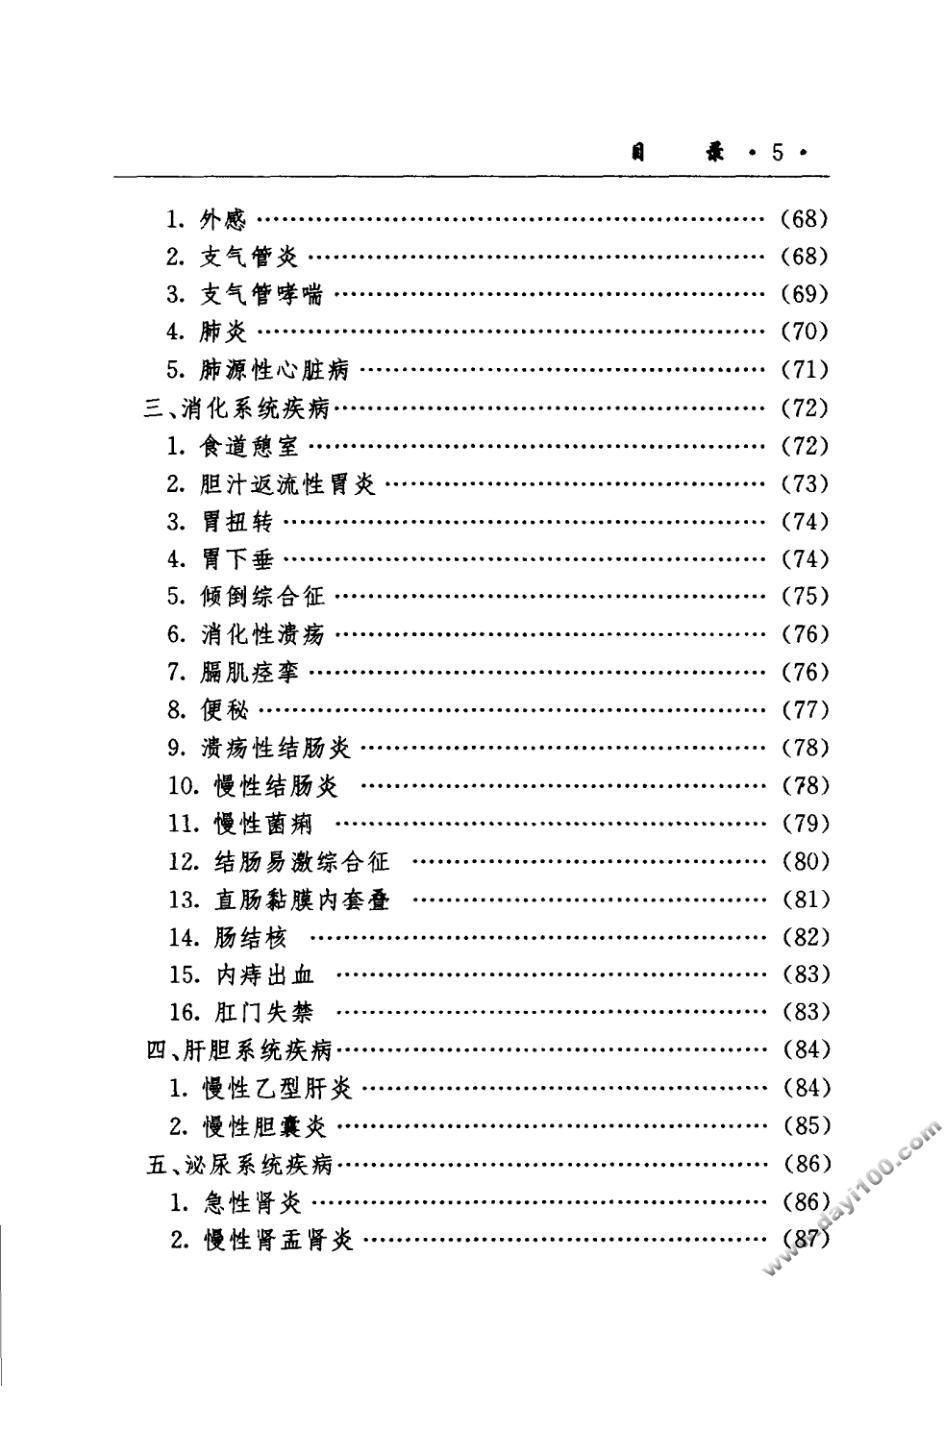 目 录 · 5 ·
1. 外感 …………………………………………………… (68)
2. 支气管炎 ……………………………………………… (68)
3. 支气管哮喘 …………………………………………… (69)
4. 肺炎 …………………………………………………… (70)
5. 肺源性心脏病 ………………………………………… (71)
三、消化系统疾病…………………………………………… (72)
1. 食道憩室 ……………………………………………… (72)
2. 胆汁返流性胃炎 ……………………………………… (73)
3. 胃扭转 ………………………………………………… (74)
4. 胃下垂 ………………………………………………… (74)
5. 倾倒综合征 …………………………………………… (75)
6. 消化性溃疡 …………………………………………… (76)
7. 膈肌痉挛 ……………………………………………… (76)
8. 便秘 …………………………………………………… (77)
9. 溃疡性结肠炎 ………………………………………… (78)
10. 慢性结肠炎 ………………………………………… (78)
11. 慢性菌痢 …………………………………………… (79)
12. 结肠易激综合征 …………………………………… (80)
13. 直肠黏膜内套叠 …………………………………… (81)
14. 肠结核 ……………………………………………… (82)
15. 内痔出血 …………………………………………… (83)
16. 肛门失禁 …………………………………………… (83)
四、肝胆系统疾病…………………………………………… (84)
1. 慢性乙型肝炎 ………………………………………… (84)
2. 慢性胆囊炎 …………………………………………… (85)
五、泌尿系统疾病…………………………………………… (86)
1. 急性肾炎 ……………………………………………… (86)
2. 慢性肾盂肾炎 ………………………………………… (87)
www.dayi100.com